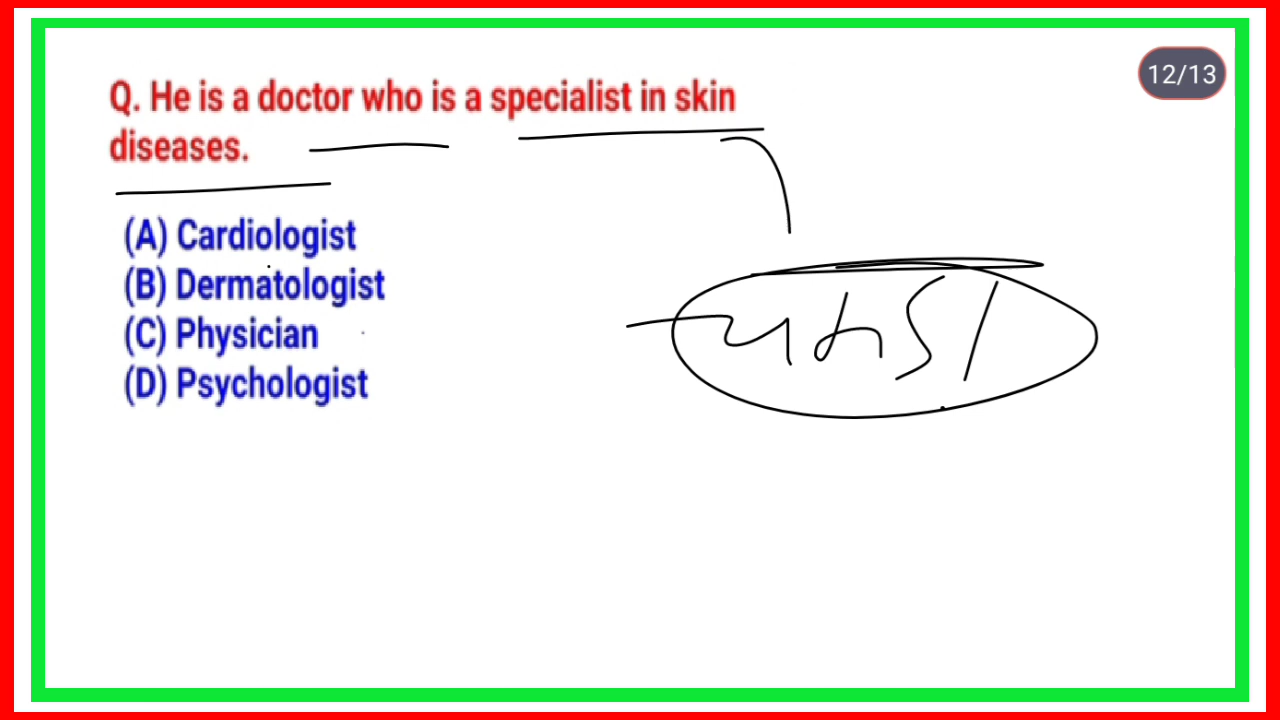 12/13
Q. He is a doctor who is a specialist in skin
diseases.
(A) Cardiologist
(B) Dermatologist
(C) Physician
(D) Psychologist